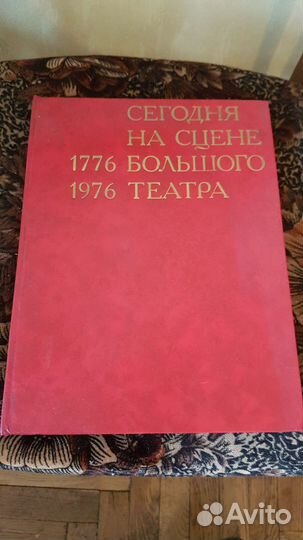 СЕГОДНЯ
НА СЦЕНЕ
1776 БОЛЬШОГО
1976 ТЕАТРА
Avito